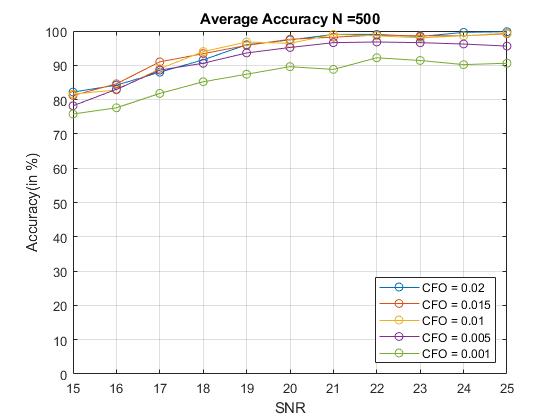 Average Accuracy N =500
100
90
80
70
60
50
40
30
20
10
0
Accuracy(in %)
15 16 17 18 19 20 21 22 23 24 25
SNR
CFO = 0.02
CFO = 0.015
CFO = 0.01
CFO = 0.005
CFO = 0.001